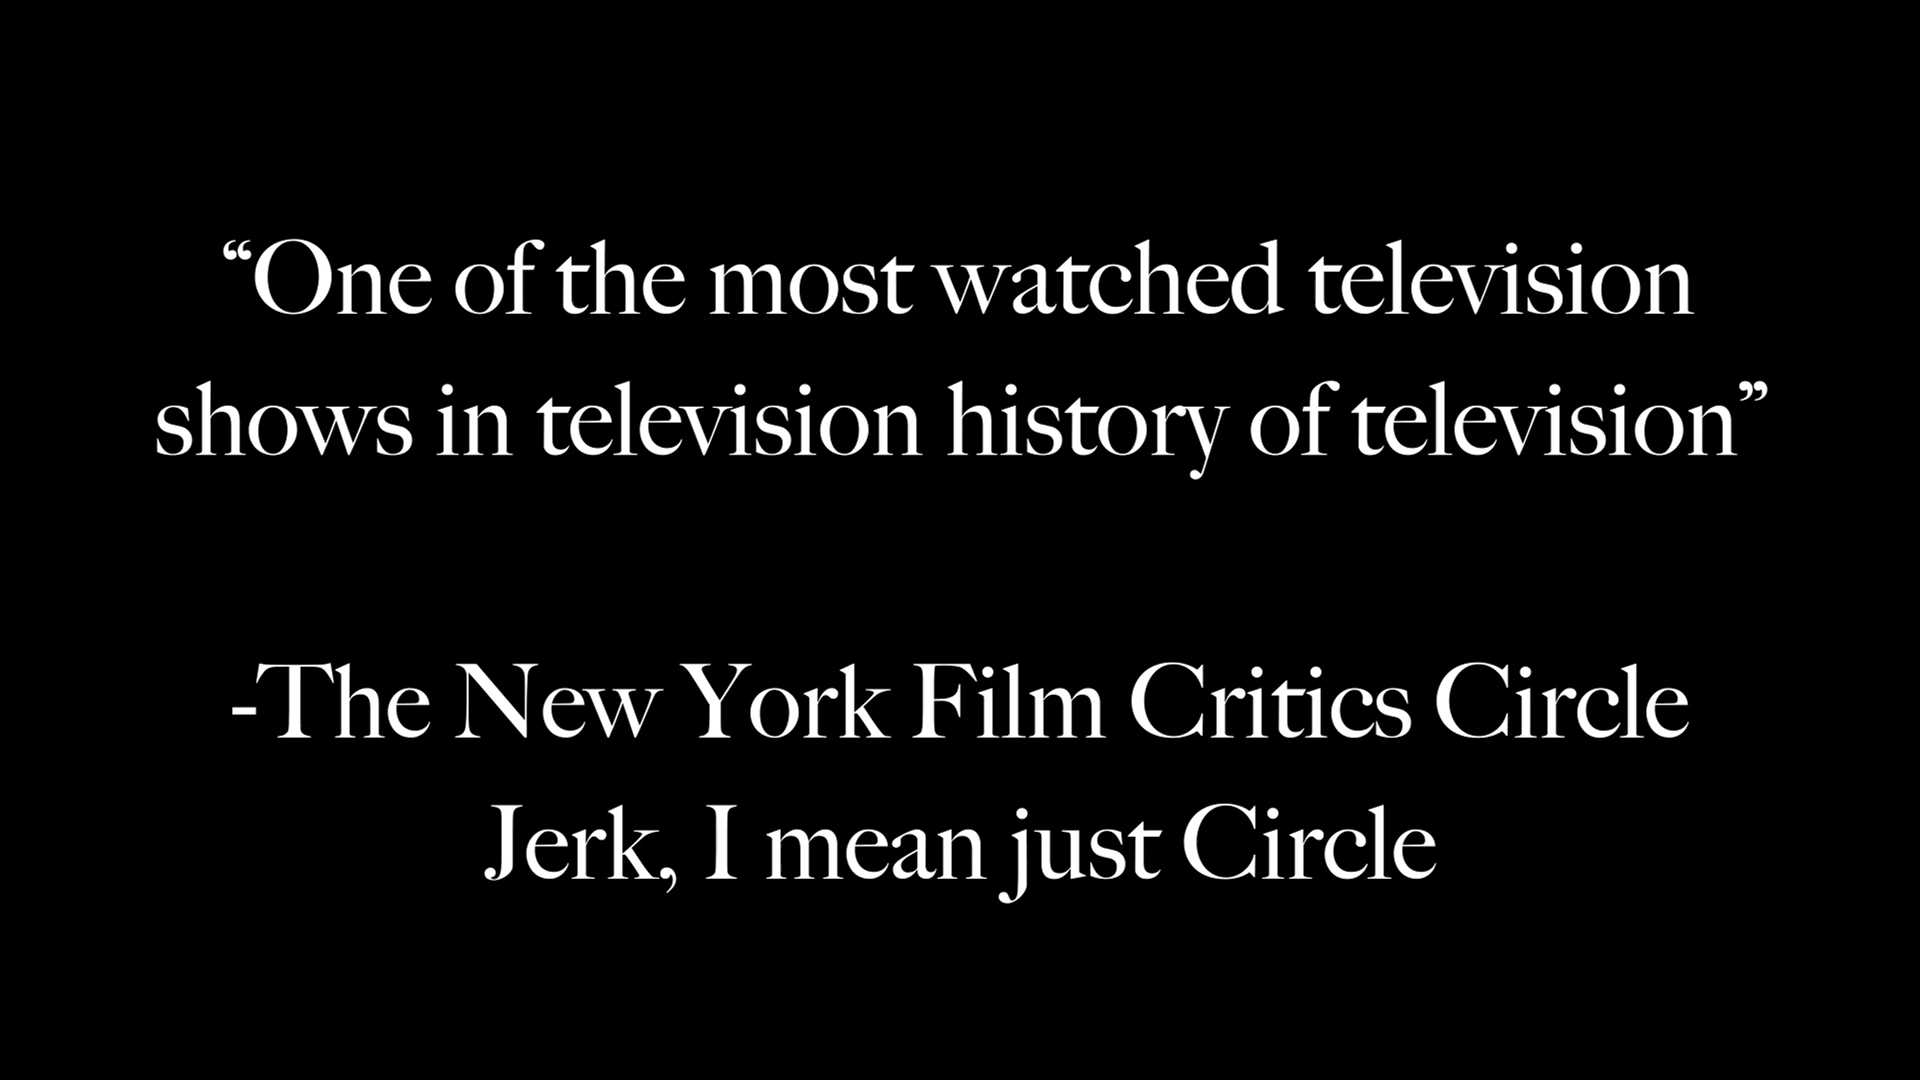 “One of the most watched television
shows in television history of television”
-The New York Film Critics Circle
Jerk, I mean just Circle